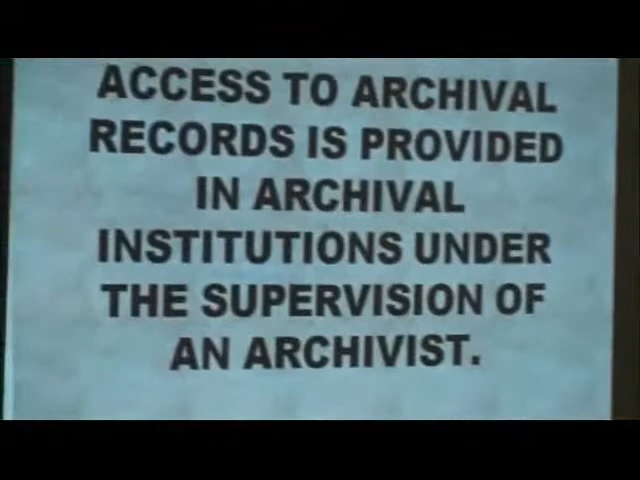 ACCESS TO ARCHIVAL
RECORDS IS PROVIDED
IN ARCHIVAL
INSTITUTIONS UNDER
THE SUPERVISION OF
AN ARCHIVIST.